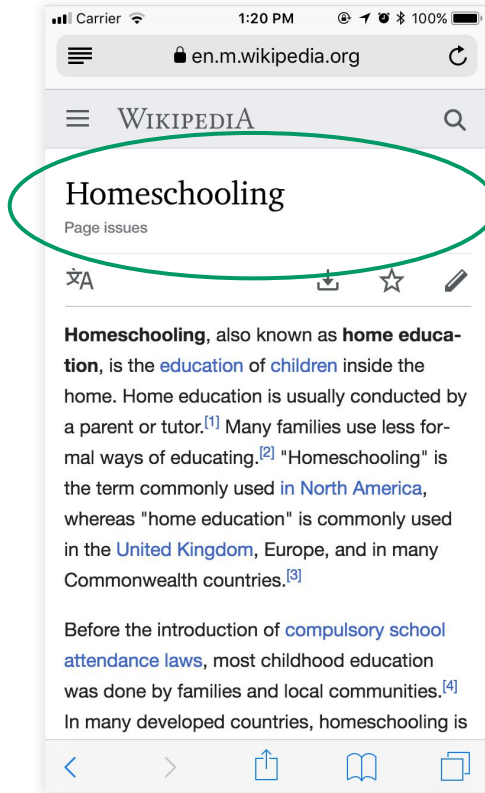 Carrier 1:20 PM 100%
en.m.wikipedia.org
WIKIPEDIA
Homeschooling
Page issues
文A
Homeschooling, also known as home educa-
tion, is the education of children inside the
home. Home education is usually conducted by
a parent or tutor.[1] Many families use less for-
mal ways of educating.[2] "Homeschooling" is
the term commonly used in North America,
whereas "home education" is commonly used
in the United Kingdom, Europe, and in many
Commonwealth countries.[3]
Before the introduction of compulsory school
attendance laws, most childhood education
was done by families and local communities.[4]
In many developed countries, homeschooling is